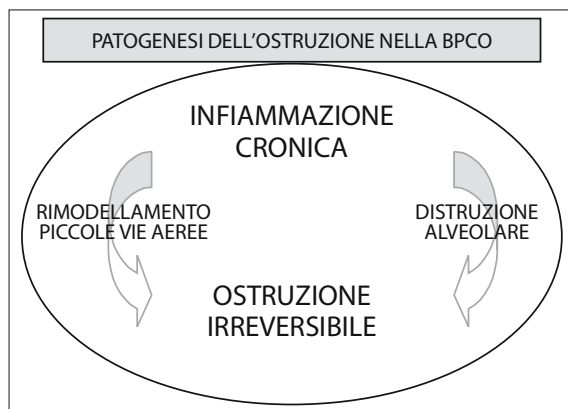 PATOGENESI DELL'OSTRUZIONE NELLA BPCO
INFIAMMAZIONE
CRONICA
RIMODELLAMENTO
PICCOLE VIE AEREE
DISTRUZIONE
ALVEOLARE
OSTRUZIONE
IRREVERSIBILE